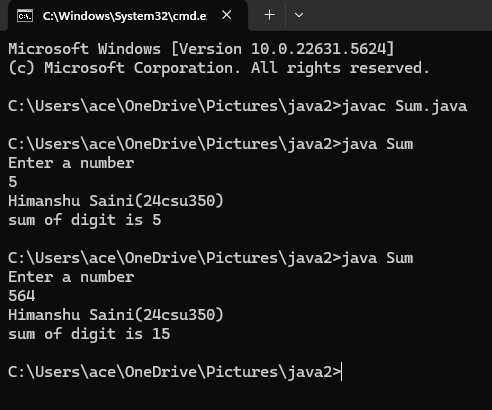 C:\Windows\System32\cmd.e
Microsoft Windows [Version 10.0.22631.5624]
(c) Microsoft Corporation. All rights reserved.
C:\Users\ace\OneDrive\Pictures\java2>javac Sum.java
C:\Users\ace\OneDrive\Pictures\java2>java Sum
Enter a number
5
Himanshu Saini(24csu350)
sum of digit is 5
C:\Users\ace\OneDrive\Pictures\java2>java Sum
Enter a number
564
Himanshu Saini(24csu350)
sum of digit is 15
C:\Users\ace\OneDrive\Pictures\java2>